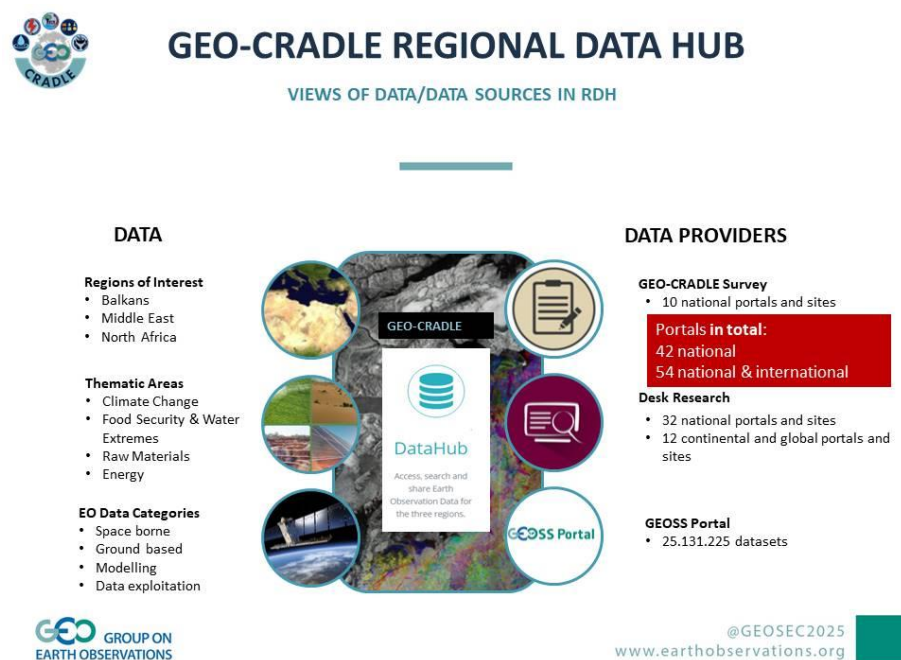 CRADLE
GEO-CRADLE REGIONAL DATA HUB
VIEWS OF DATA/DATA SOURCES IN RDH
DATA
Regions of Interest
• Balkans
• Middle East
• North Africa
Thematic Areas
• Climate Change
• Food Security & Water
Extremes
• Raw Materials
• Energy
EO Data Categories
• Space borne
• Ground based
• Modelling
• Data exploitation
GEO-CRADLE
DataHub
Access, search and
share Earth
Observation Data for
the three regions.
GEOSS Portal
DATA PROVIDERS
GEO-CRADLE Survey
• 10 national portals and sites
Portals in total:
42 national
54 national & international
Desk Research
• 32 national portals and sites
• 12 continental and global portals and
sites
GEOSS Portal
• 25.131.225 datasets
GEO GROUP ON
EARTH OBSERVATIONS
@GEOSEC2025
www.earthobservations.org